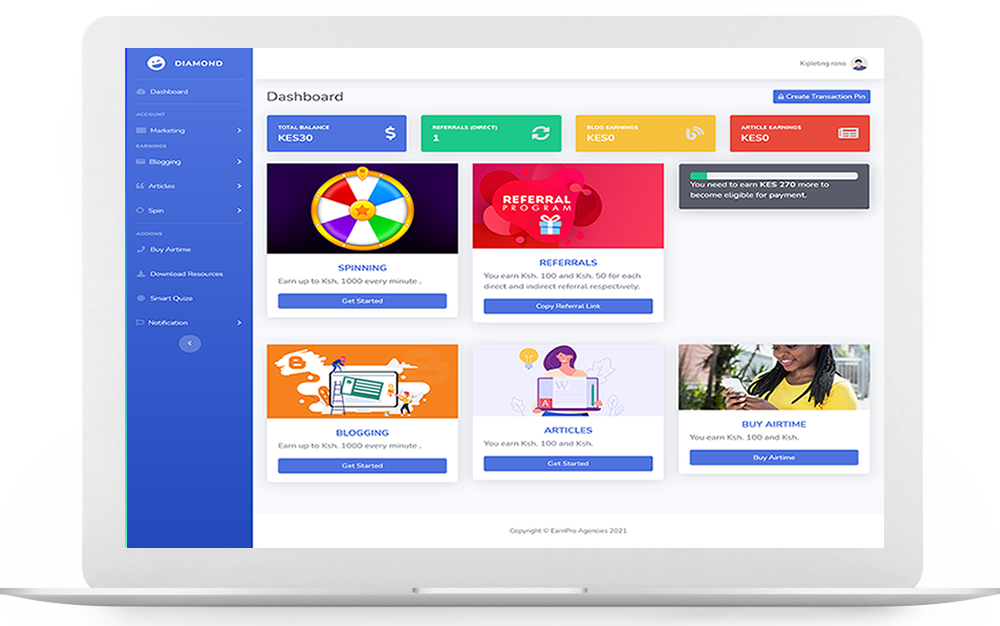 DIAMOND
Kipleting rono
Dashboard
ACCOUNT
Marketing
EARNINGS
Blogging
Articles
Spin
ADDONS
Buy Airtime
Download Resources
Smart Quize
Notification
Dashboard
Create Transaction Pin
TOTAL BALANCE
KES30
$
REFERRALS (DIRECT)
1
BLOG EARNINGS
KES0
ARTICLE EARNINGS
KES0
SPINNING
Earn up to Ksh. 1000 every minute .
Get Started
REFERRAL
PROGRAM
REFERRALS
You earn Ksh. 100 and Ksh. 50 for each
direct and indirect referral respectively.
Copy Referral Link
You need to earn KES 270 more to
become eligible for payment.
BLOGGING
Earn up to Ksh. 1000 every minute .
Get Started
W
A
ARTICLES
You earn Ksh. 100 and Ksh.
Get Started
BUY AIRTIME
You earn Ksh. 100 and Ksh.
Buy Airtime
Copyright © EarnPro Agencies 2021